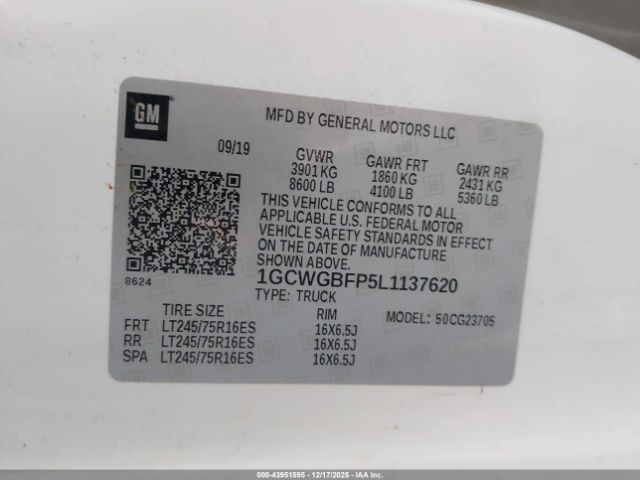 GM
MFD BY GENERAL MOTORS LLC
09/19
GVWR GAWR FRT GAWR RR
3901 KG 1860 KG 2431 KG
8600 LB 4100 LB 5360 LB
THIS VEHICLE CONFORMS TO ALL
APPLICABLE U.S. FEDERAL MOTOR
VEHICLE SAFETY STANDARDS IN EFFECT
ON THE DATE OF MANUFACTURE
SHOWN ABOVE.
8624
1GCWGBFP5L1137620
TYPE: TRUCK
TIRE SIZE RIM MODEL: 50CG23705
FRT LT245/75R16ES 16X6.5J
RR LT245/75R16ES 16X6.5J
SPA LT245/75R16ES 16X6.5J
000-43951595 - 12/17/2025 - IAAI.COM